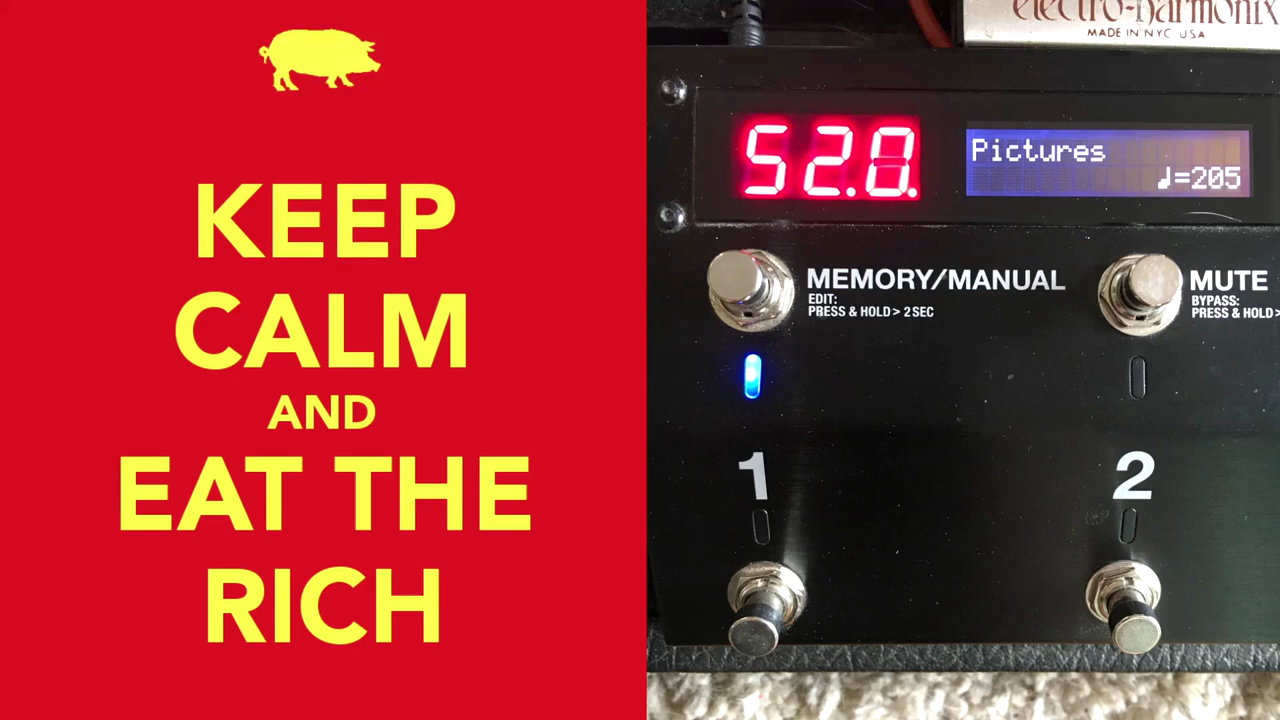 KEEP
CALM
AND
EAT THE
RICH
electro-harmonix
MADE IN NYC USA
52.0.
Pictures
♩=205
MEMORY/MANUAL
EDIT:
PRESS & HOLD > 2 SEC
MUTE
BYPASS:
PRESS & HOLD >
1
2